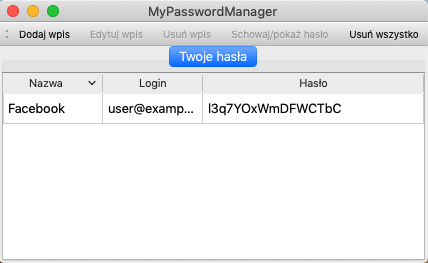 MyPasswordManager
Dodaj wpis Edytuj wpis Usuń wpis Schowaj/pokaż hasło Usuń wszystko
Twoje hasła
Nazwa Login Hasło
Facebook user@examp... l3q7YOxWmDFWCTbC